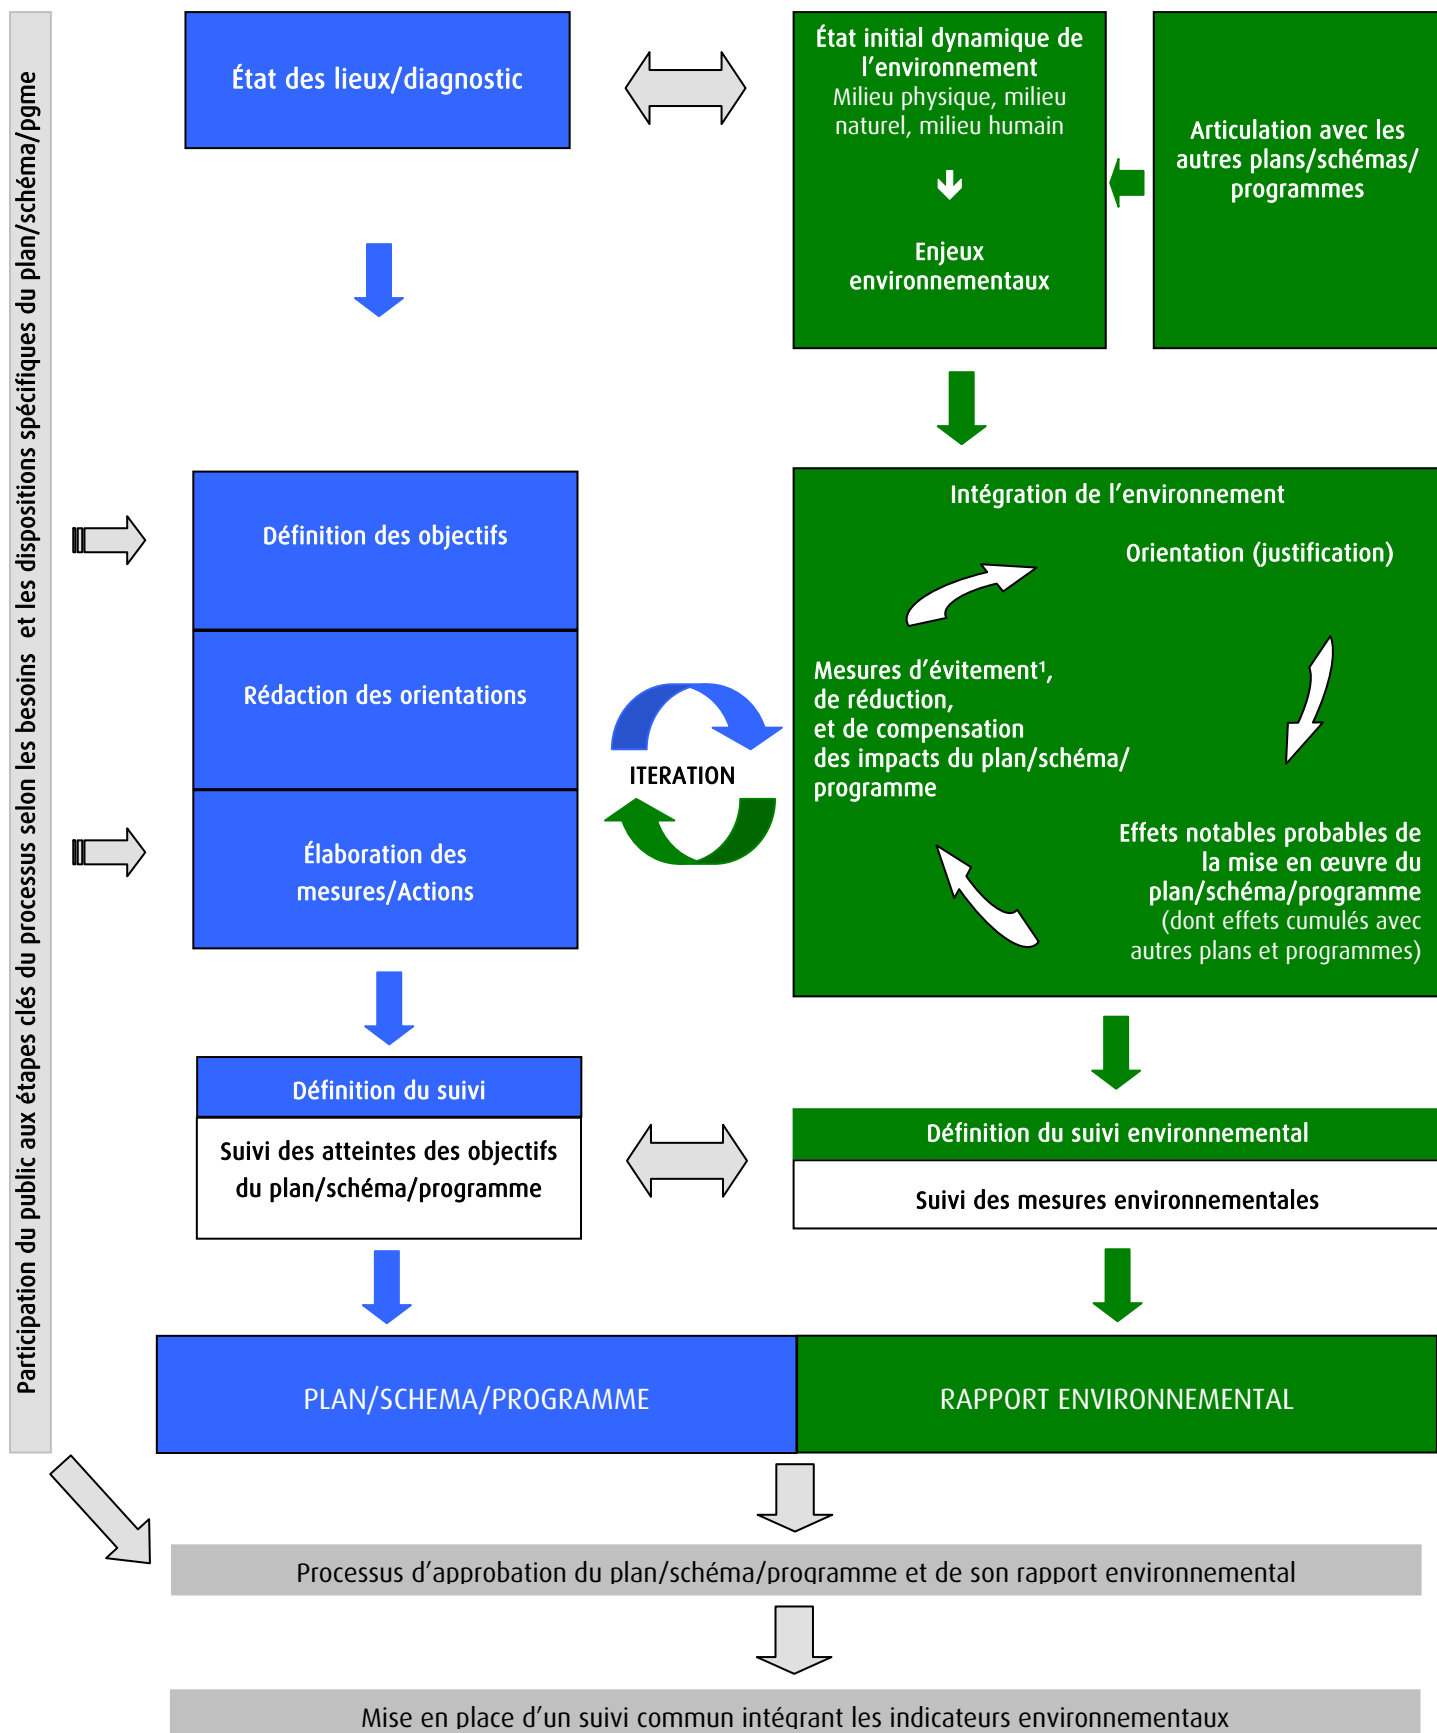 Participation du public aux étapes clés du processus selon les besoins et les dispositions spécifiques du plan/schéma/pgme
État des lieux/diagnostic
État initial dynamique de
l'environnement
Milieu physique, milieu
naturel, milieu humain
Enjeux
environnementaux
Articulation avec les
autres plans/schémas/
programmes
Définition des objectifs
Rédaction des orientations
Élaboration des
mesures/Actions
ITERATION
Intégration de l'environnement
Orientation (justification)
Mesures d'évitement¹,
de réduction,
et de compensation
des impacts du plan/schéma/
programme
Effets notables probables de
la mise en œuvre du
plan/schéma/programme
(dont effets cumulés avec
autres plans et programmes)
Définition du suivi
Suivi des atteintes des objectifs
du plan/schéma/programme
Définition du suivi environnemental
Suivi des mesures environnementales
PLAN/SCHEMA/PROGRAMME
RAPPORT ENVIRONNEMENTAL
Processus d'approbation du plan/schéma/programme et de son rapport environnemental
Mise en place d'un suivi commun intégrant les indicateurs environnementaux